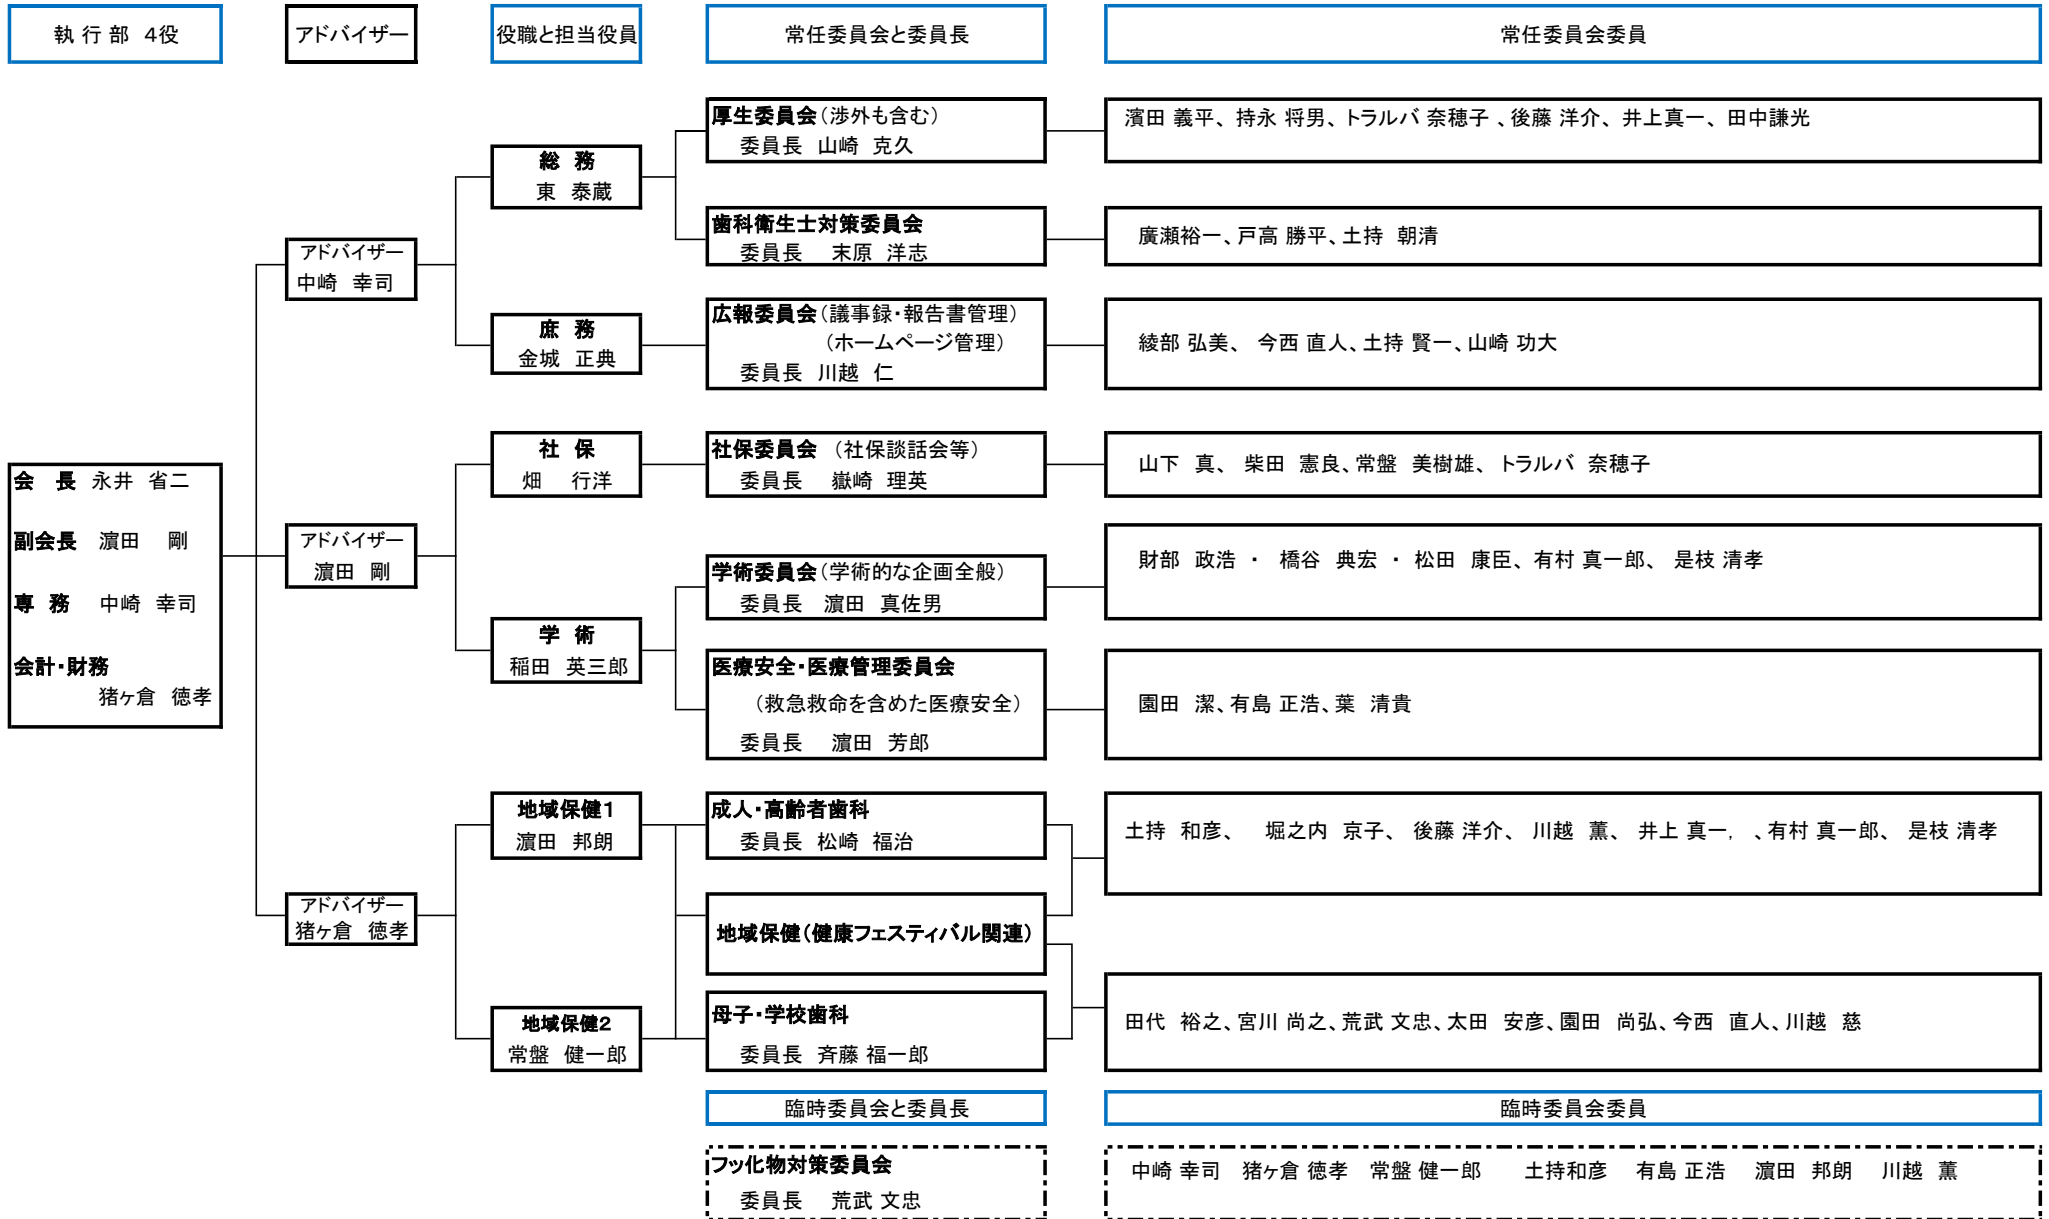 執 行 部 4役
アドバイザー
役職と担当役員
常任委員会と委員長
常任委員会委員
会 長 永井 省二
副会長 濵田 剛
専 務 中崎 幸司
会計・財務
猪ヶ倉 徳孝
アドバイザー
中崎 幸司
総 務
東 泰蔵
厚生委員会(渉外も含む)
委員長 山崎 克久
濱田 義平、持永 将男、トラルバ 奈穂子 、後藤 洋介、井上真一、田中謙光
歯科衛生士対策委員会
委員長 末原 洋志
廣瀬裕一、戸高 勝平、土持 朝清
庶 務
金城 正典
広報委員会(議事録・報告書管理)
(ホームページ管理)
委員長 川越 仁
綾部 弘美、 今西 直人、土持 賢一、山崎 功大
アドバイザー
濵田 剛
社 保
畑 行洋
社保委員会 (社保談話会等)
委員長 嶽崎 理英
山下 真、 柴田 憲良、常盤 美樹雄、トラルバ 奈穂子
学 術
稲田 英三郎
学術委員会(学術的な企画全般)
委員長 濵田 真佐男
財部 政浩 ・ 橋谷 典宏 ・ 松田 康臣、有村 真一郎、 是枝 清孝
医療安全・医療管理委員会
(救急救命を含めた医療安全)
委員長 濵田 芳郎
園田 潔、有島 正浩、葉 清貴
アドバイザー
猪ヶ倉 徳孝
地域保健1
濵田 邦朗
成人・高齢者歯科
委員長 松崎 福治
土持 和彦、 堀之内 京子、 後藤 洋介、 川越 薫、 井上 真一, 、有村 真一郎、 是枝 清孝
地域保健(健康フェスティバル関連)
地域保健2
常盤 健一郎
母子・学校歯科
委員長 斉藤 福一郎
田代 裕之、宮川 尚之、荒武 文忠、太田 安彦、園田 尚弘、今西 直人、川越 慈
臨時委員会と委員長
臨時委員会委員
フッ化物対策委員会
委員長 荒武 文忠
中崎 幸司 猪ヶ倉 徳孝 常盤 健一郎 土持和彦 有島 正浩 濵田 邦朗 川越 薫